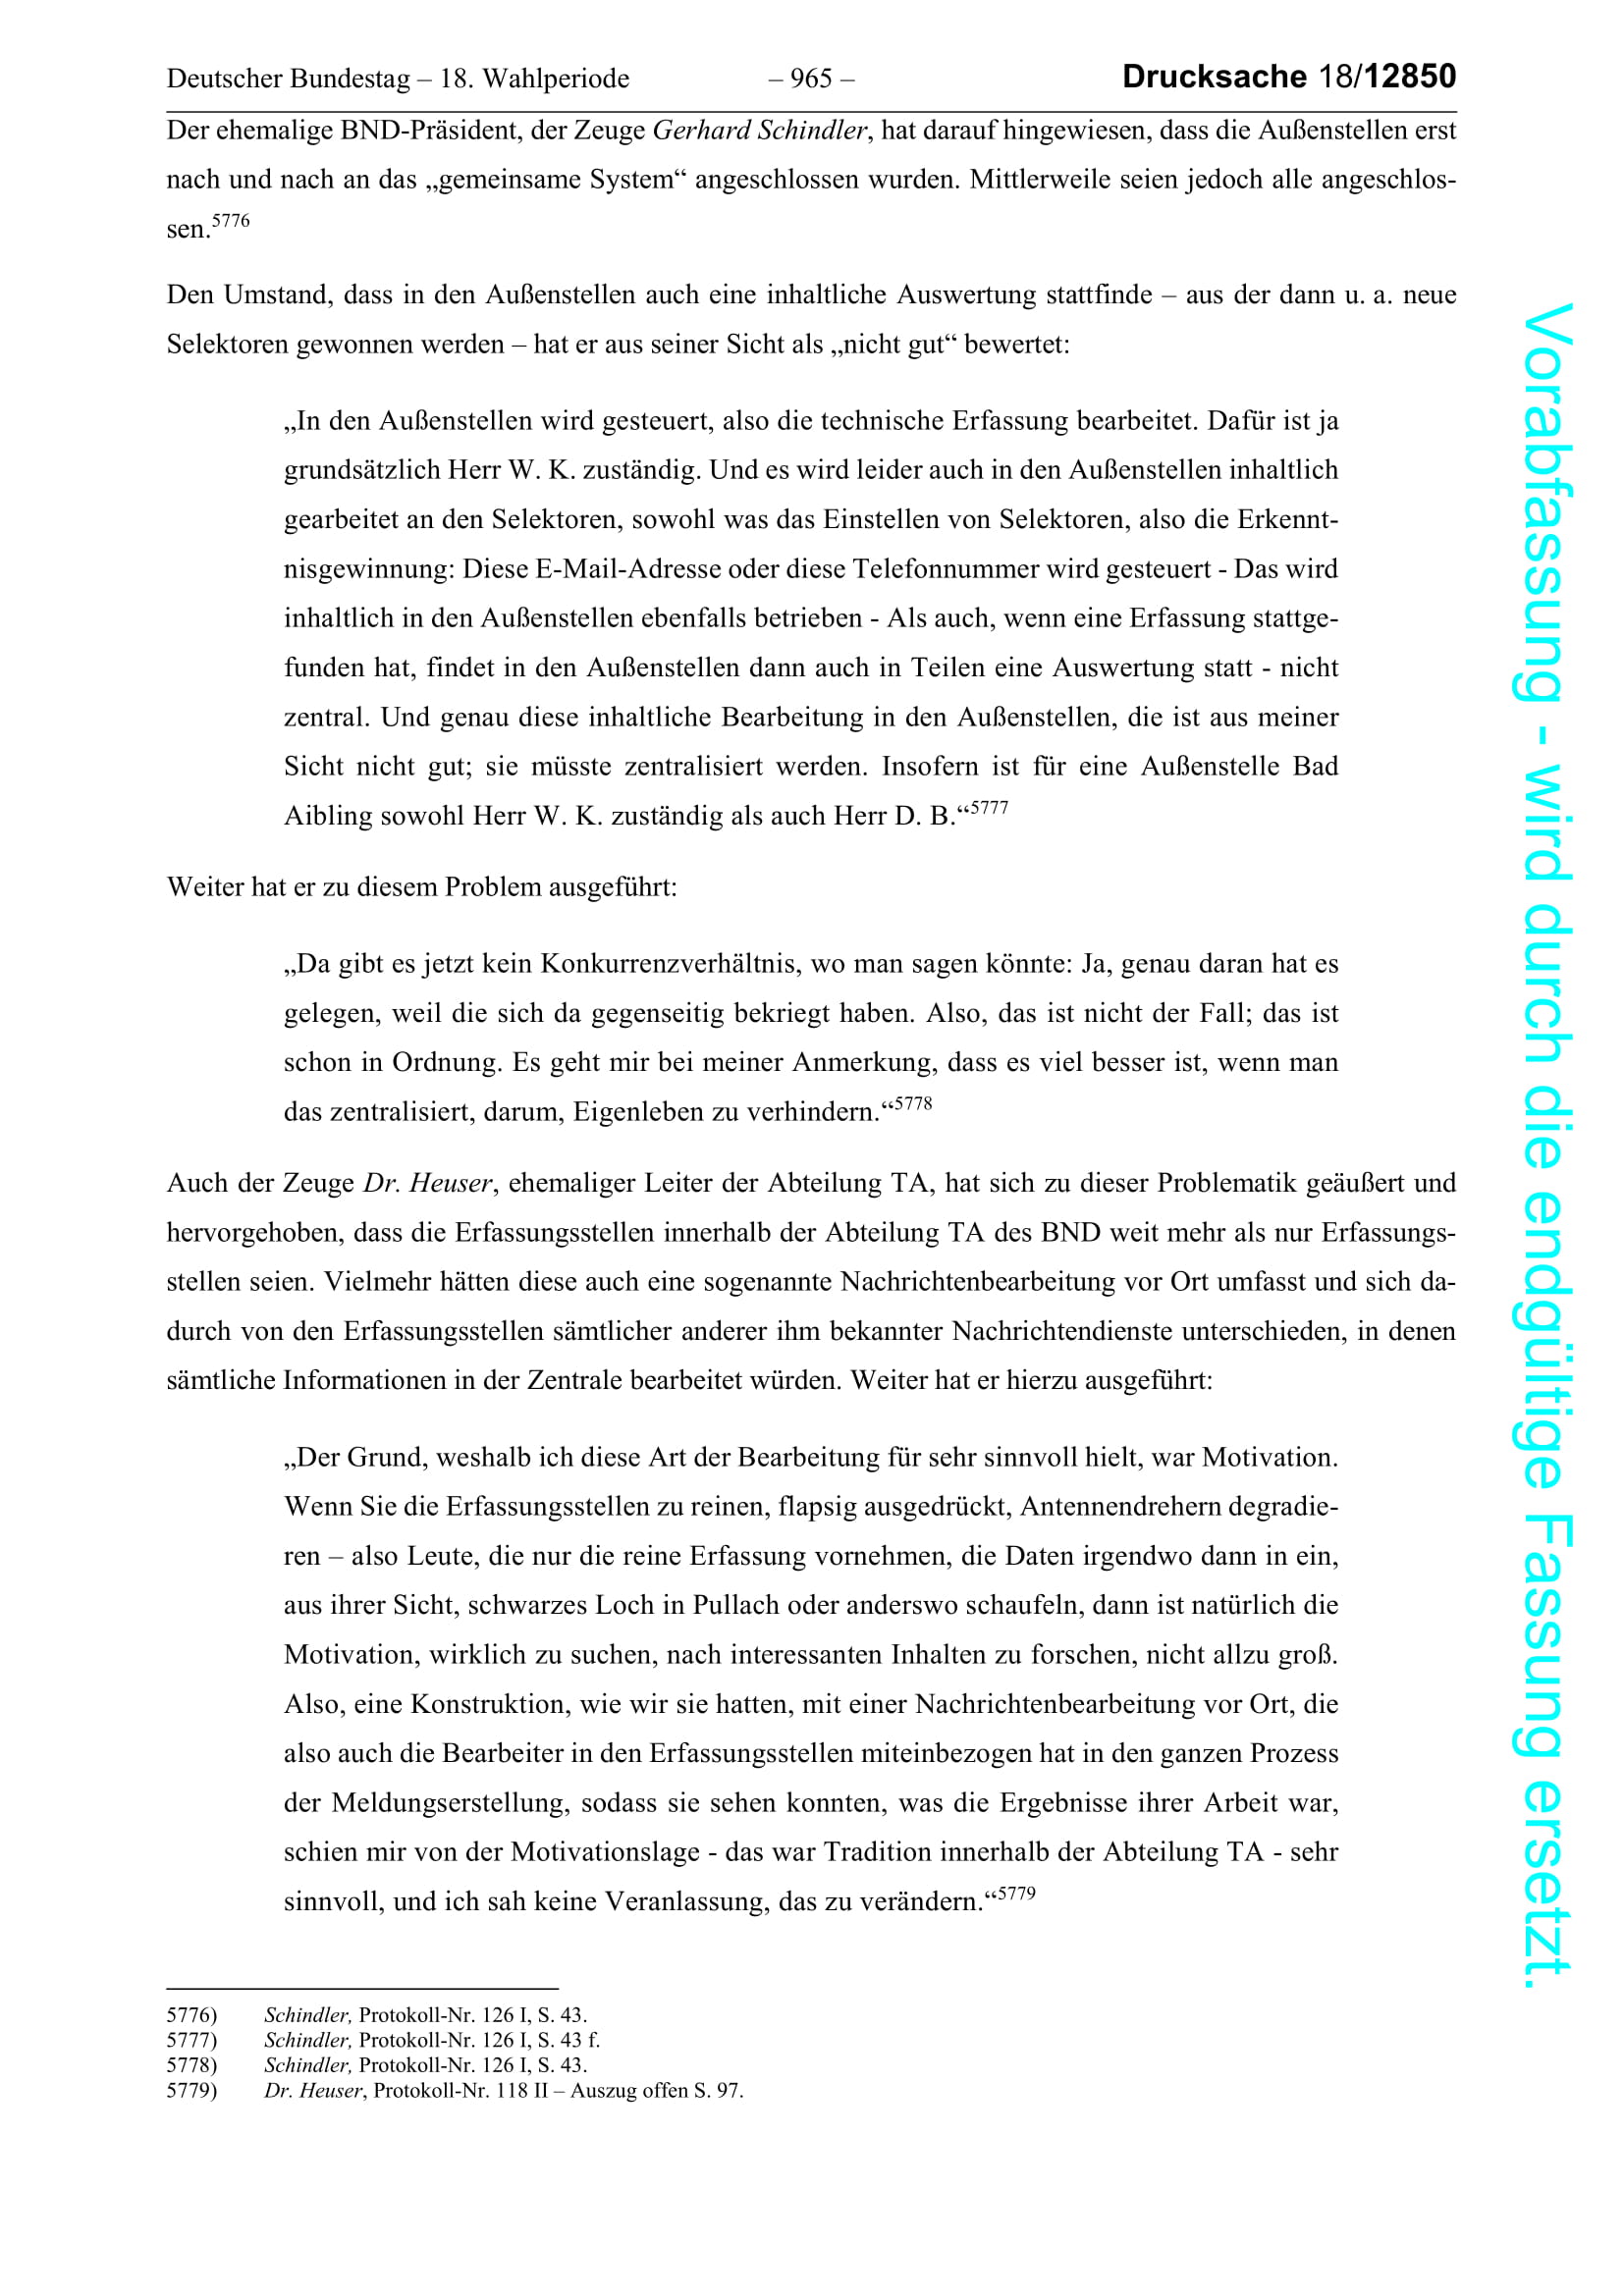 Deutscher Bundestag – 18. Wahlperiode – 965 – Drucksache 18/12850
Der ehemalige BND-Präsident, der Zeuge Gerhard Schindler, hat darauf hingewiesen, dass die Außenstellen erst
nach und nach an das „gemeinsame System“ angeschlossen wurden. Mittlerweile seien jedoch alle angeschlos-
sen.5776
Den Umstand, dass in den Außenstellen auch eine inhaltliche Auswertung stattfinde – aus der dann u. a. neue
Selektoren gewonnen werden – hat er aus seiner Sicht als „nicht gut“ bewertet:
„In den Außenstellen wird gesteuert, also die technische Erfassung bearbeitet. Dafür ist ja
grundsätzlich Herr W. K. zuständig. Und es wird leider auch in den Außenstellen inhaltlich
gearbeitet an den Selektoren, sowohl was das Einstellen von Selektoren, also die Erkennt-
nisgewinnung: Diese E-Mail-Adresse oder diese Telefonnummer wird gesteuert - Das wird
inhaltlich in den Außenstellen ebenfalls betrieben - Als auch, wenn eine Erfassung stattge-
funden hat, findet in den Außenstellen dann auch in Teilen eine Auswertung statt - nicht
zentral. Und genau diese inhaltliche Bearbeitung in den Außenstellen, die ist aus meiner
Sicht nicht gut; sie müsste zentralisiert werden. Insofern ist für eine Außenstelle Bad
Aibling sowohl Herr W. K. zuständig als auch Herr D. B.“5777
Weiter hat er zu diesem Problem ausgeführt:
„Da gibt es jetzt kein Konkurrenzverhältnis, wo man sagen könnte: Ja, genau daran hat es
gelegen, weil die sich da gegenseitig bekriegt haben. Also, das ist nicht der Fall; das ist
schon in Ordnung. Es geht mir bei meiner Anmerkung, dass es viel besser ist, wenn man
das zentralisiert, darum, Eigenleben zu verhindern.“5778
Auch der Zeuge Dr. Heuser, ehemaliger Leiter der Abteilung TA, hat sich zu dieser Problematik geäußert und
hervorgehoben, dass die Erfassungsstellen innerhalb der Abteilung TA des BND weit mehr als nur Erfassungs-
stellen seien. Vielmehr hätten diese auch eine sogenannte Nachrichtenbearbeitung vor Ort umfasst und sich da-
durch von den Erfassungsstellen sämtlicher anderer ihm bekannter Nachrichtendienste unterschieden, in denen
sämtliche Informationen in der Zentrale bearbeitet würden. Weiter hat er hierzu ausgeführt:
„Der Grund, weshalb ich diese Art der Bearbeitung für sehr sinnvoll hielt, war Motivation.
Wenn Sie die Erfassungsstellen zu reinen, flapsig ausgedrückt, Antennendrehern degradie-
ren – also Leute, die nur die reine Erfassung vornehmen, die Daten irgendwo dann in ein,
aus ihrer Sicht, schwarzes Loch in Pullach oder anderswo schaufeln, dann ist natürlich die
Motivation, wirklich zu suchen, nach interessanten Inhalten zu forschen, nicht allzu groß.
Also, eine Konstruktion, wie wir sie hatten, mit einer Nachrichtenbearbeitung vor Ort, die
also auch die Bearbeiter in den Erfassungsstellen miteinbezogen hat in den ganzen Prozess
der Meldungserstellung, sodass sie sehen konnten, was die Ergebnisse ihrer Arbeit war,
schien mir von der Motivationslage - das war Tradition innerhalb der Abteilung TA - sehr
sinnvoll, und ich sah keine Veranlassung, das zu verändern.“5779
5776) Schindler, Protokoll-Nr. 126 I, S. 43.
5777) Schindler, Protokoll-Nr. 126 I, S. 43 f.
5778) Schindler, Protokoll-Nr. 126 I, S. 43.
5779) Dr. Heuser, Protokoll-Nr. 118 II – Auszug offen S. 97.
Vorabfassung - wird durch die endgültige Fassung ersetzt.